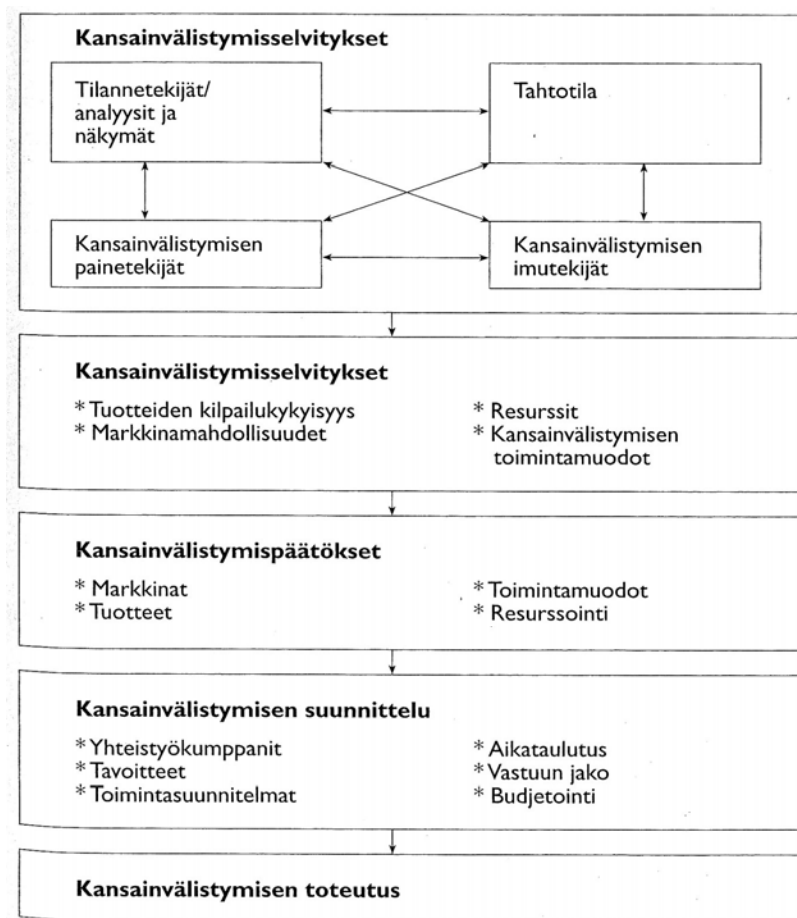 Kansainvälistymisselvitykset
Tilannetekijät/
analyysit ja
näkymät
Tahtotila
Kansainvälistymisen
painetekijät
Kansainvälistymisen
imutekijät
Kansainvälistymisselvitykset
* Tuotteiden kilpailukykyisyys
* Markkinamahdollisuudet
* Resurssit
* Kansainvälistymisen
toimintamuodot
Kansainvälistymispäätökset
* Markkinat
* Tuotteet
* Toimintamuodot
* Resurssointi
Kansainvälistymisen suunnittelu
* Yhteistyökumppanit
* Tavoitteet
* Toimintasuunnitelmat
* Aikataulutus
* Vastuun jako
* Budjetointi
Kansainvälistymisen toteutus